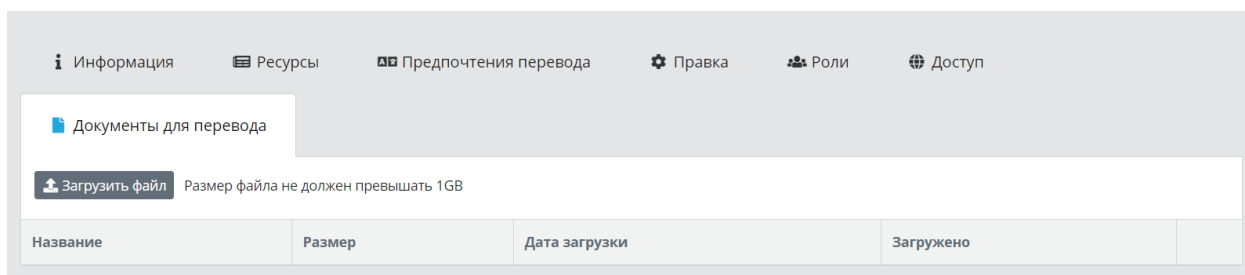 Информация Ресурсы Предпочтения перевода Правка Роли Доступ
Документы для перевода
Загрузить файл Размер файла не должен превышать 1GB
Название Размер Дата загрузки Загружено